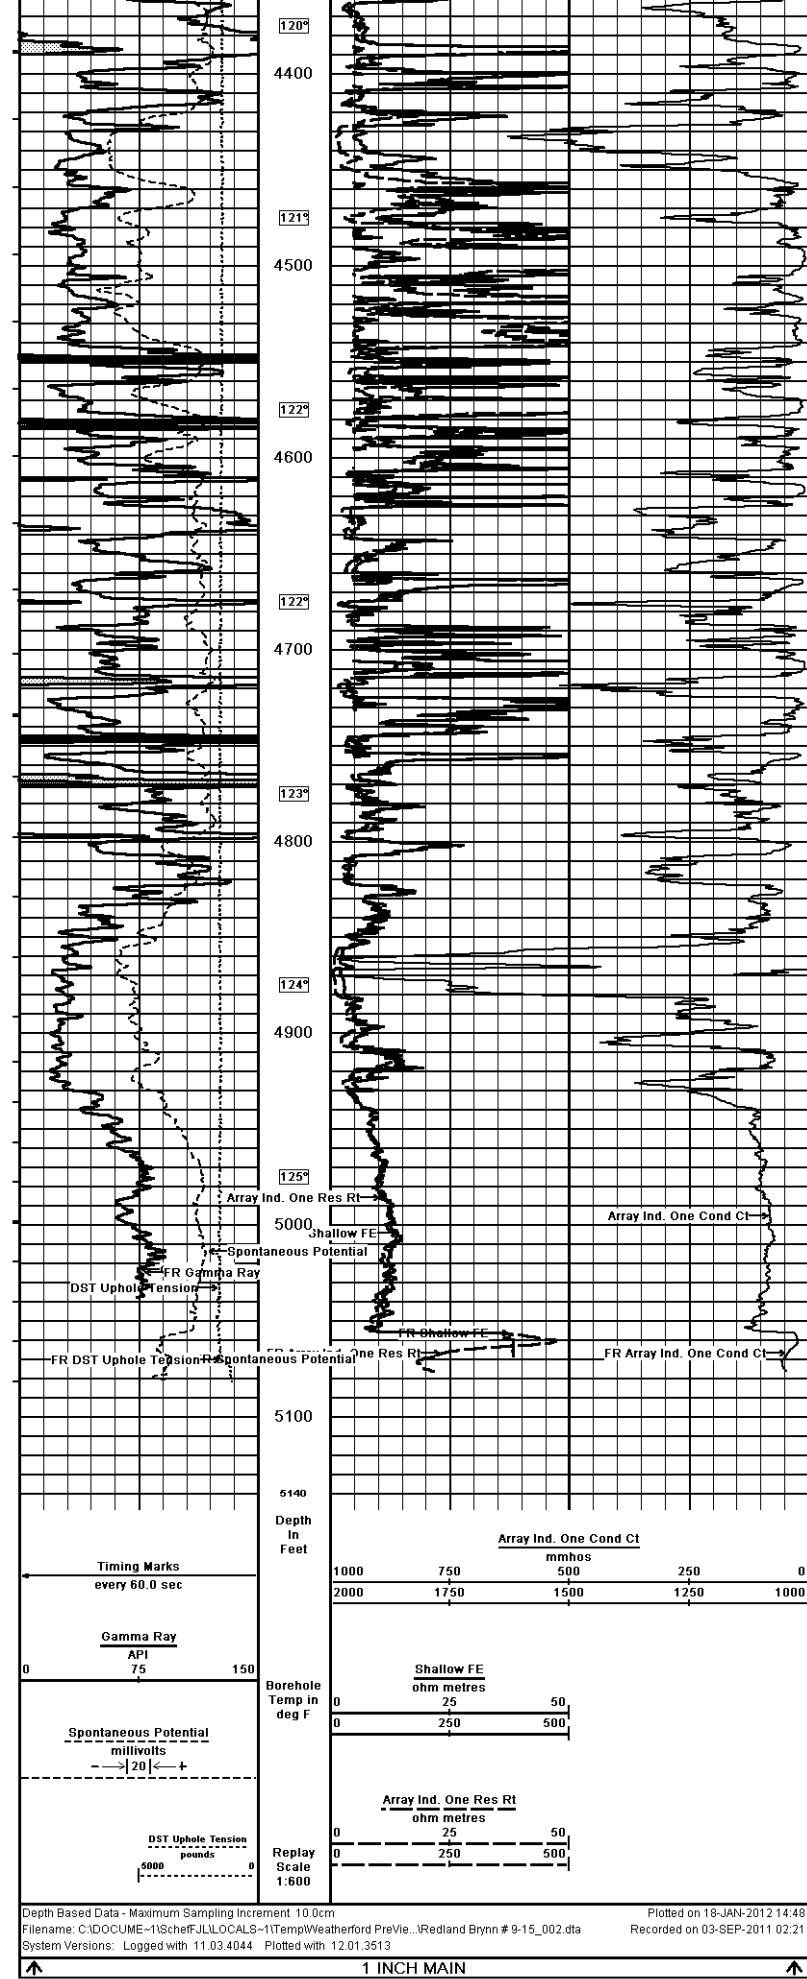 120°
4400
121°
4500
122°
4600
122°
4700
123°
4800
124°
4900
125°
Array Ind. One Res Rt
Array Ind. One Cond Ct
5000
Shallow FE
Spontaneous Potential
FR Gamma Ray
DST Uphole Tension
FR Shallow FE
FR Array Ind. One Res Rt
FR Array Ind. One Cond Ct
FR DST Uphole Tension
R Spontaneous Potential
5100
5140
Depth
In
Feet
Array Ind. One Cond Ct
mmhos
1000 750 500 250 0
2000 1750 1500 1250 1000
Timing Marks
every 60.0 sec
Gamma Ray
API
0 75 150
Borehole
Temp in
deg F
Shallow FE
ohm metres
0 25 50
0 250 500
Spontaneous Potential
millivolts
− 20 +
Array Ind. One Res Rt
ohm metres
0 25 50
0 250 500
DST Uphole Tension
pounds
5000 0
Replay
Scale
1:600
Depth Based Data - Maximum Sampling Increment 10.0cm Plotted on 18-JAN-2012 14:48
Filename: C:\DOCUME~1\ScheffJL\LOCALS~1\Temp\Weatherford PreVie...\Redland Brynn # 9-15_002.dta Recorded on 03-SEP-2011 02:21
System Versions: Logged with 11.03.4044 Plotted with 12.01.3513
1 INCH MAIN